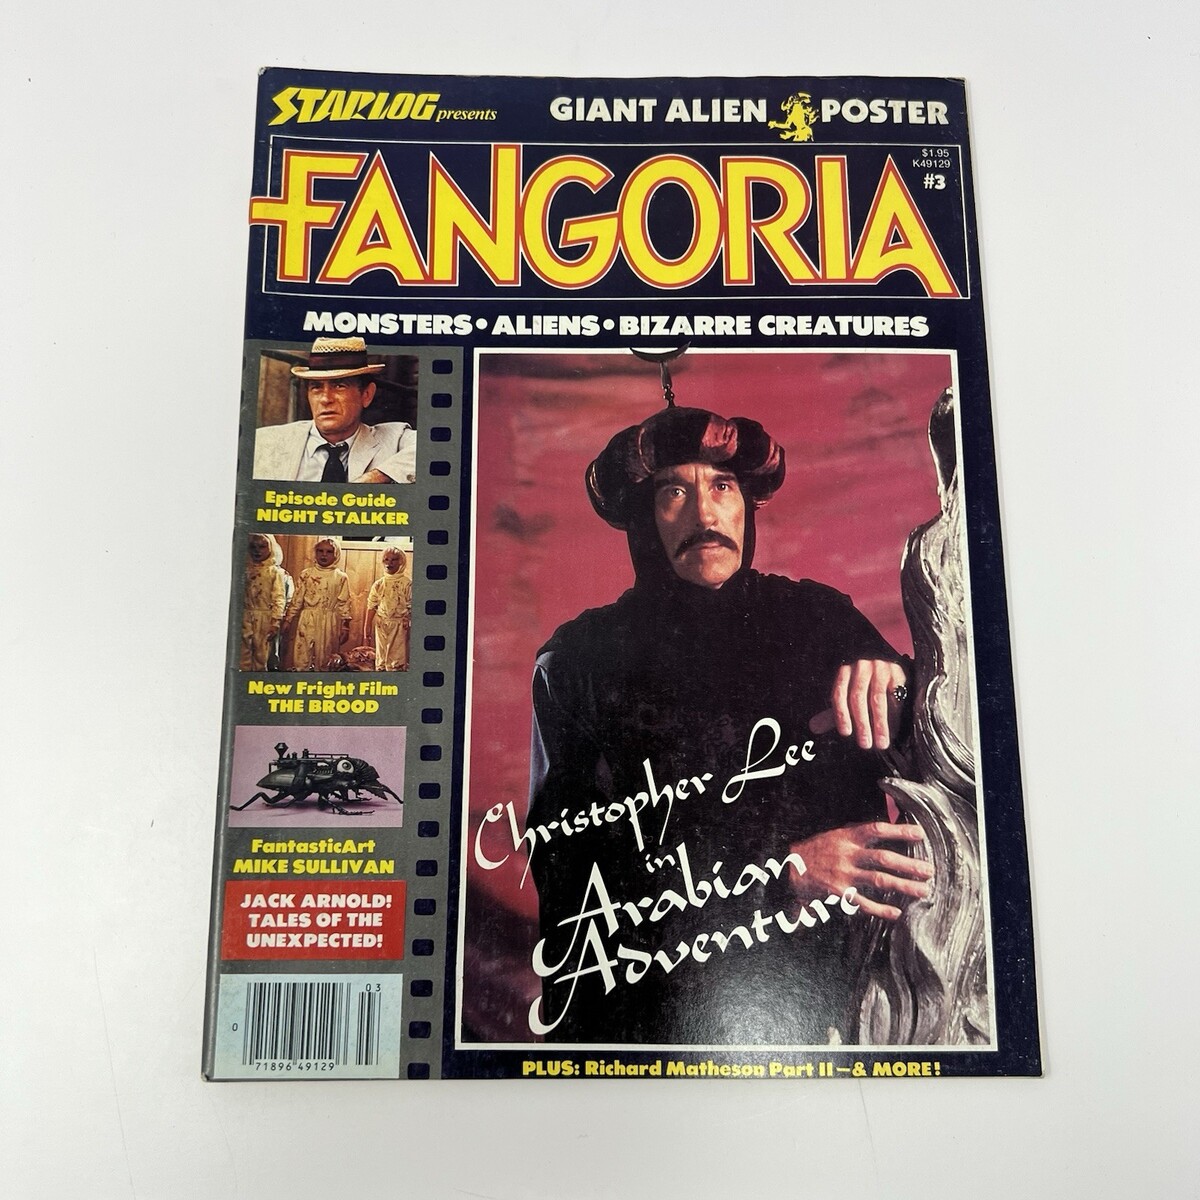 STARLOG presents
GIANT ALIEN POSTER
$1.95
K49129
#3
FANGORIA
MONSTERS • ALIENS • BIZARRE CREATURES
Episode Guide
NIGHT STALKER
New Fright Film
THE BROOD
FantasticArt
MIKE SULLIVAN
JACK ARNOLD!
TALES OF THE
UNEXPECTED!
03
0
71896 49129
Christopher Lee
in
Arabian
Adventure
PLUS: Richard Matheson Part II—& MORE!